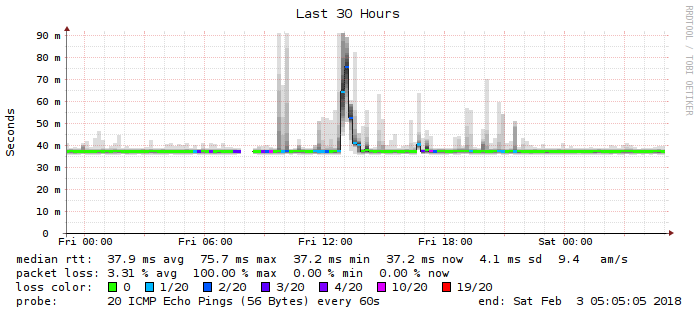 Last 30 Hours
RRDTOOL / TOBI OETIKER
Seconds
90 m
80 m
70 m
60 m
50 m
40 m
30 m
20 m
10 m
0
Fri 00:00 Fri 06:00 Fri 12:00 Fri 18:00 Sat 00:00
median rtt: 37.9 ms avg 75.7 ms max 37.2 ms min 37.2 ms now 4.1 ms sd 9.4 am/s
packet loss: 3.31 % avg 100.00 % max 0.00 % min 0.00 % now
loss color: 0 1/20 2/20 3/20 4/20 10/20 19/20
probe: 20 ICMP Echo Pings (56 Bytes) every 60s end: Sat Feb 3 05:05:05 2018